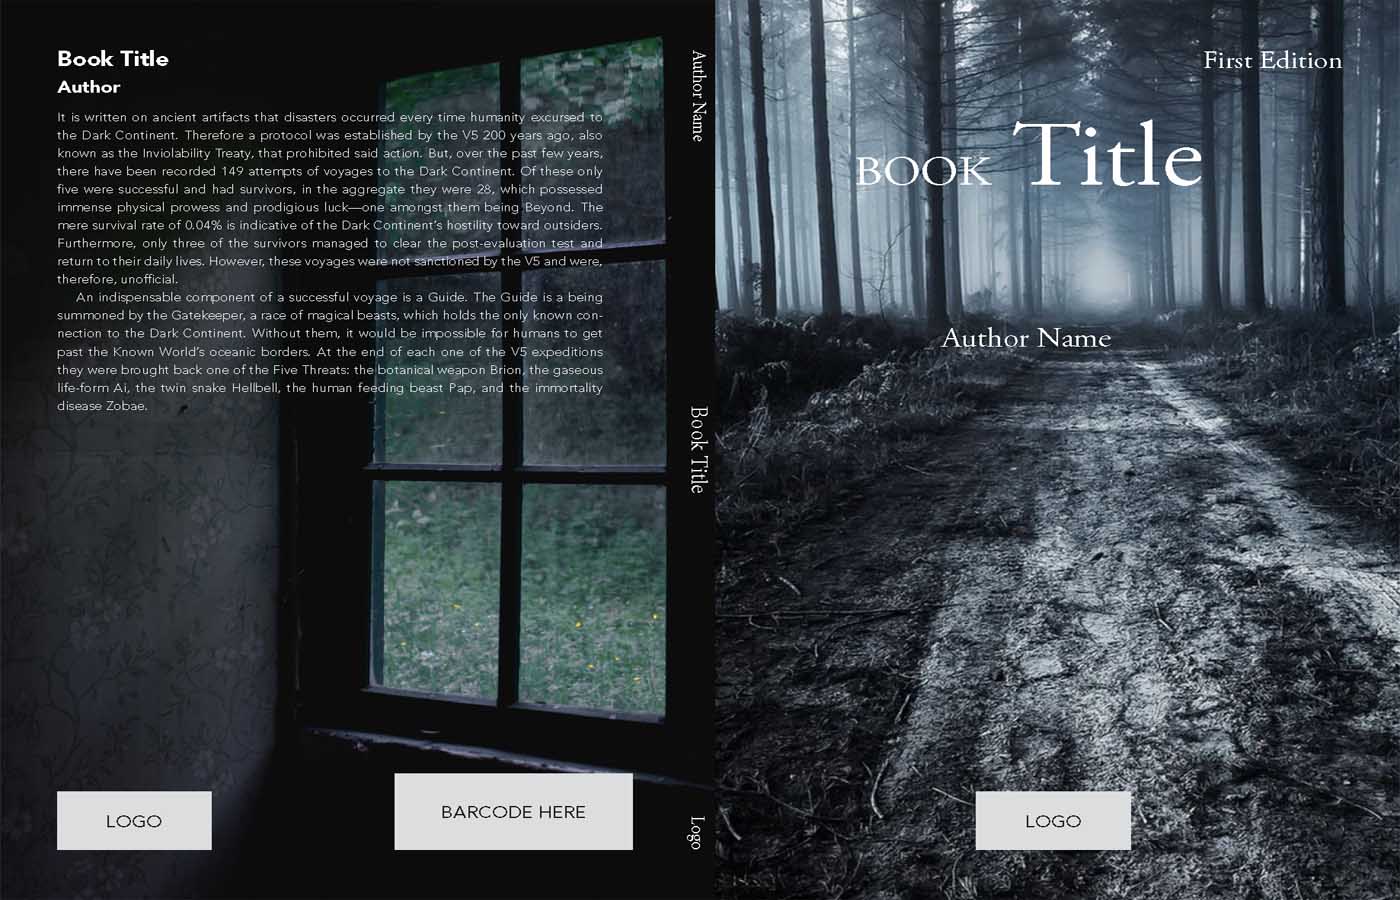 Book Title
Author
It is written on ancient artifacts that disasters occurred every time humanity excursed to
the Dark Continent. Therefore a protocol was established by the V5 200 years ago, also
known as the Inviolability Treaty, that prohibited said action. But, over the past few years,
there have been recorded 149 attempts of voyages to the Dark Continent. Of these only
five were successful and had survivors, in the aggregate they were 28, which possessed
immense physical prowess and prodigious luck—one amongst them being Beyond. The
mere survival rate of 0.04% is indicative of the Dark Continent's hostility toward outsiders.
Furthermore, only three of the survivors managed to clear the post-evaluation test and
return to their daily lives. However, these voyages were not sanctioned by the V5 and were,
therefore, unofficial.
An indispensable component of a successful voyage is a Guide. The Guide is a being
summoned by the Gatekeeper, a race of magical beasts, which holds the only known con-
nection to the Dark Continent. Without them, it would be impossible for humans to get
past the Known World's oceanic borders. At the end of each one of the V5 expeditions
they were brought back one of the Five Threats: the botanical weapon Brion, the gaseous
life-form Ai, the twin snake Hellbell, the human feeding beast Pap, and the immortality
disease Zobae.
LOGO
BARCODE HERE
Author Name
Book Title
Logo
First Edition
BOOK Title
Author Name
LOGO